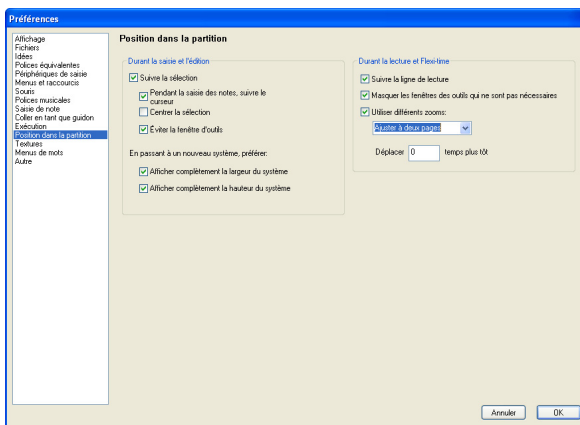 Préférences
Affichage
Fichiers
Idées
Polices équivalentes
Périphériques de saisie
Menus et raccourcis
Souris
Polices musicales
Saisie de note
Coller en tant que guidon
Exécution
Position dans la partition
Textures
Menus de mots
Autre
Position dans la partition
Durant la saisie et l'édition
Suivre la sélection
Pendant la saisie des notes, suivre le
curseur
Centrer la sélection
Éviter la fenêtre d'outils
En passant à un nouveau système, préférer:
Afficher complètement la largeur du système
Afficher complètement la hauteur du système
Durant la lecture et Flexi-time
Suivre la ligne de lecture
Masquer les fenêtres des outils qui ne sont pas nécessaires
Utiliser différents zooms:
Ajuster à deux pages
Déplacer 0 temps plus tôt
Annuler OK